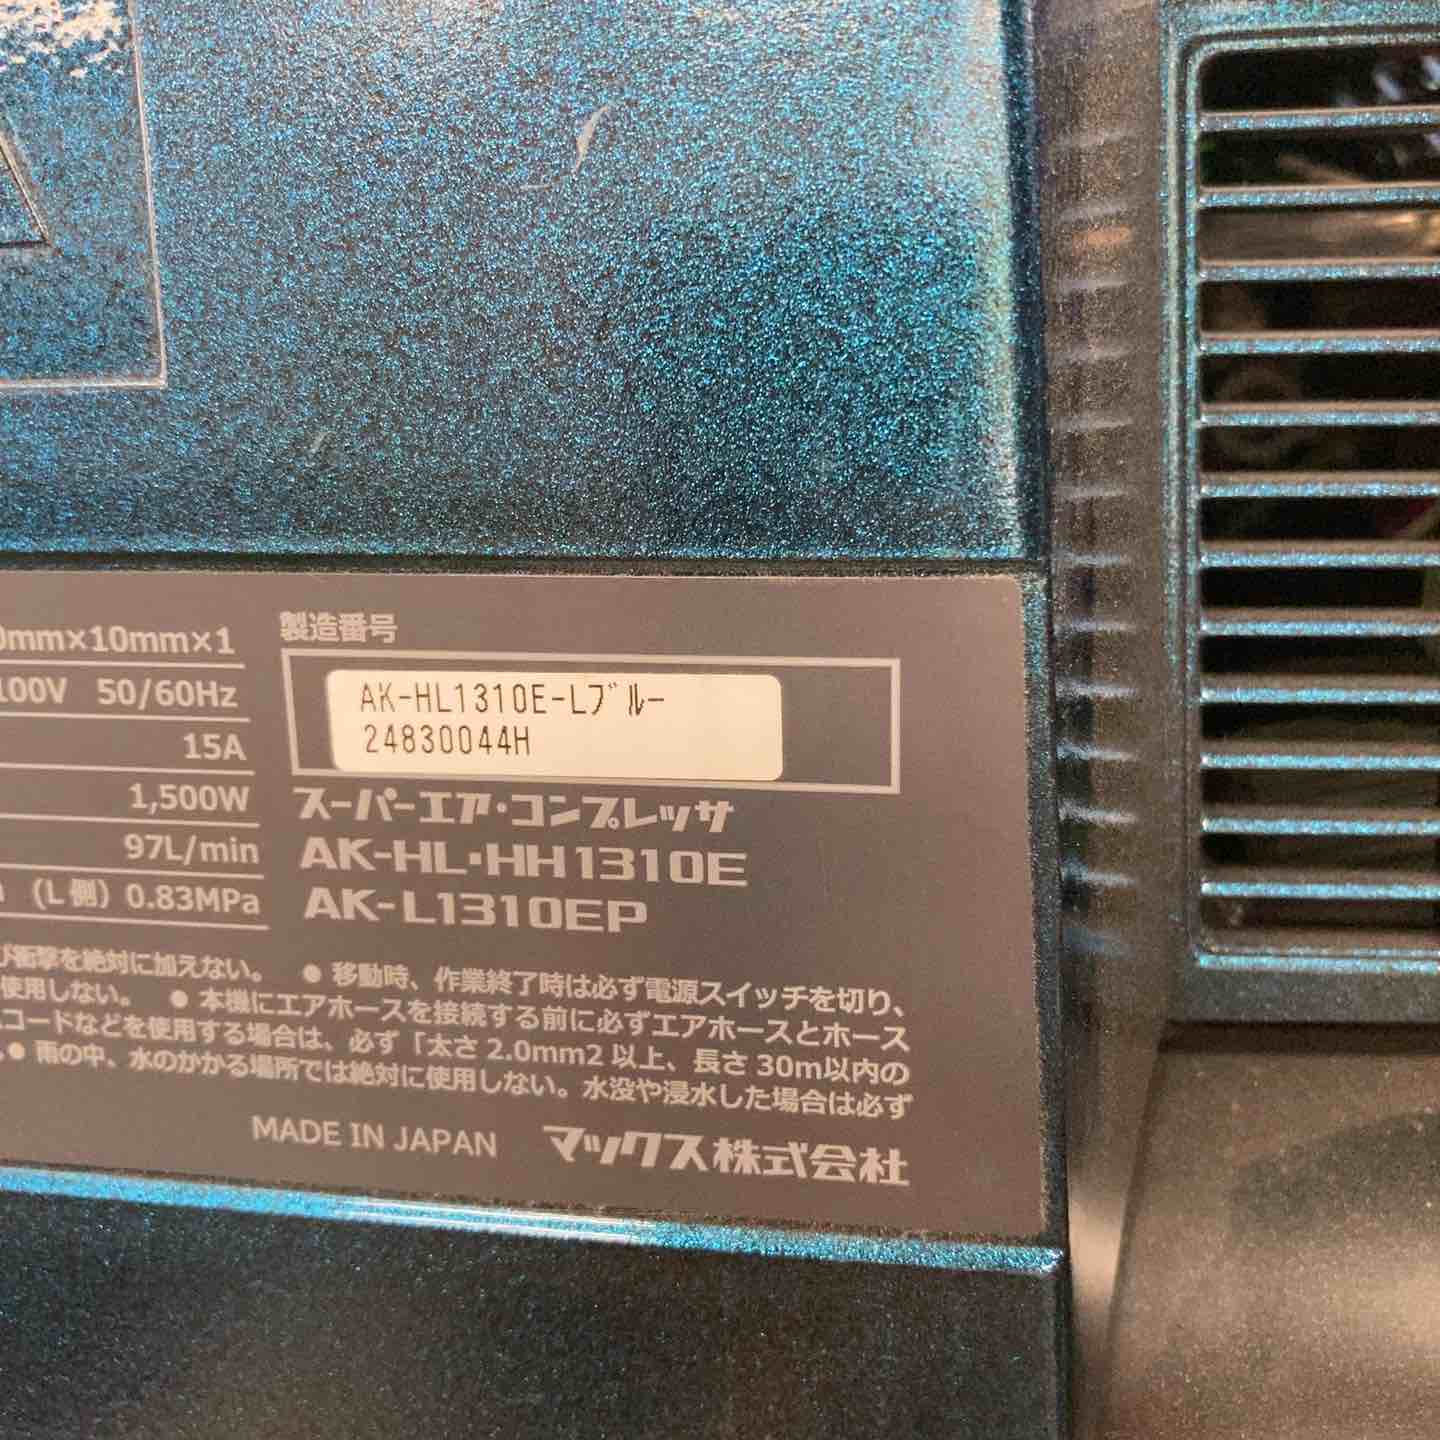 製造番号
0mm×10mm×1
AK-HL1310E-Lﾌﾞﾙｰ
100V 50/60Hz
24830044H
15A
1,500W
スーパーエア・コンプレッサ
97L/min
AK-HL・HH1310E
(L側) 0.83MPa
AK-L1310EP
衝撃を絶対に加えない。 ● 移動時、作業終了時は必ず電源スイッチを切り、
使用しない。 ● 本機にエアホースを接続する前に必ずエアホースとホース
コードなどを使用する場合は、必ず「太さ 2.0mm2 以上、長さ 30m以内の
● 雨の中、水のかかる場所では絶対に使用しない。水没や浸水した場合は必ず
MADE IN JAPAN マックス株式会社